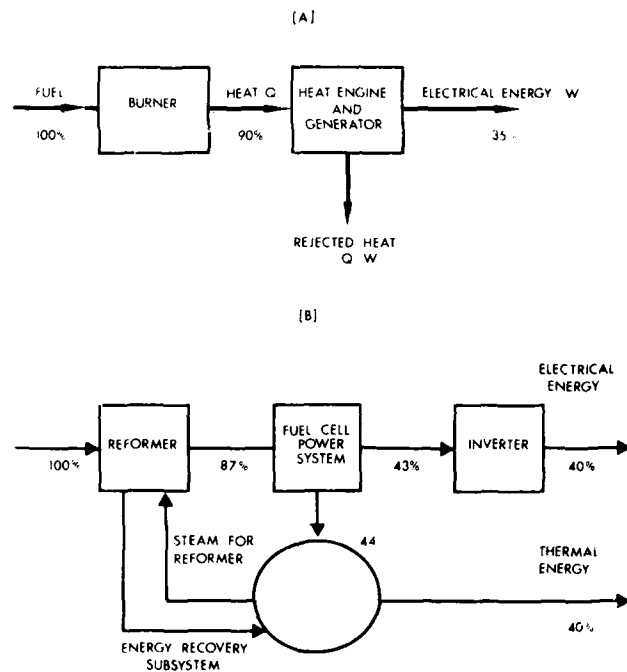 [A]
FUEL
100%
BURNER
HEAT Q
90%
HEAT ENGINE
AND
GENERATOR
ELECTRICAL ENERGY W
35
REJECTED HEAT
Q W
[B]
ELECTRICAL
ENERGY
100%
REFORMER
87%
FUEL CELL
POWER
SYSTEM
43%
INVERTER
40%
STEAM FOR
REFORMER
44
THERMAL
ENERGY
40%
ENERGY RECOVERY
SUBSYSTEM